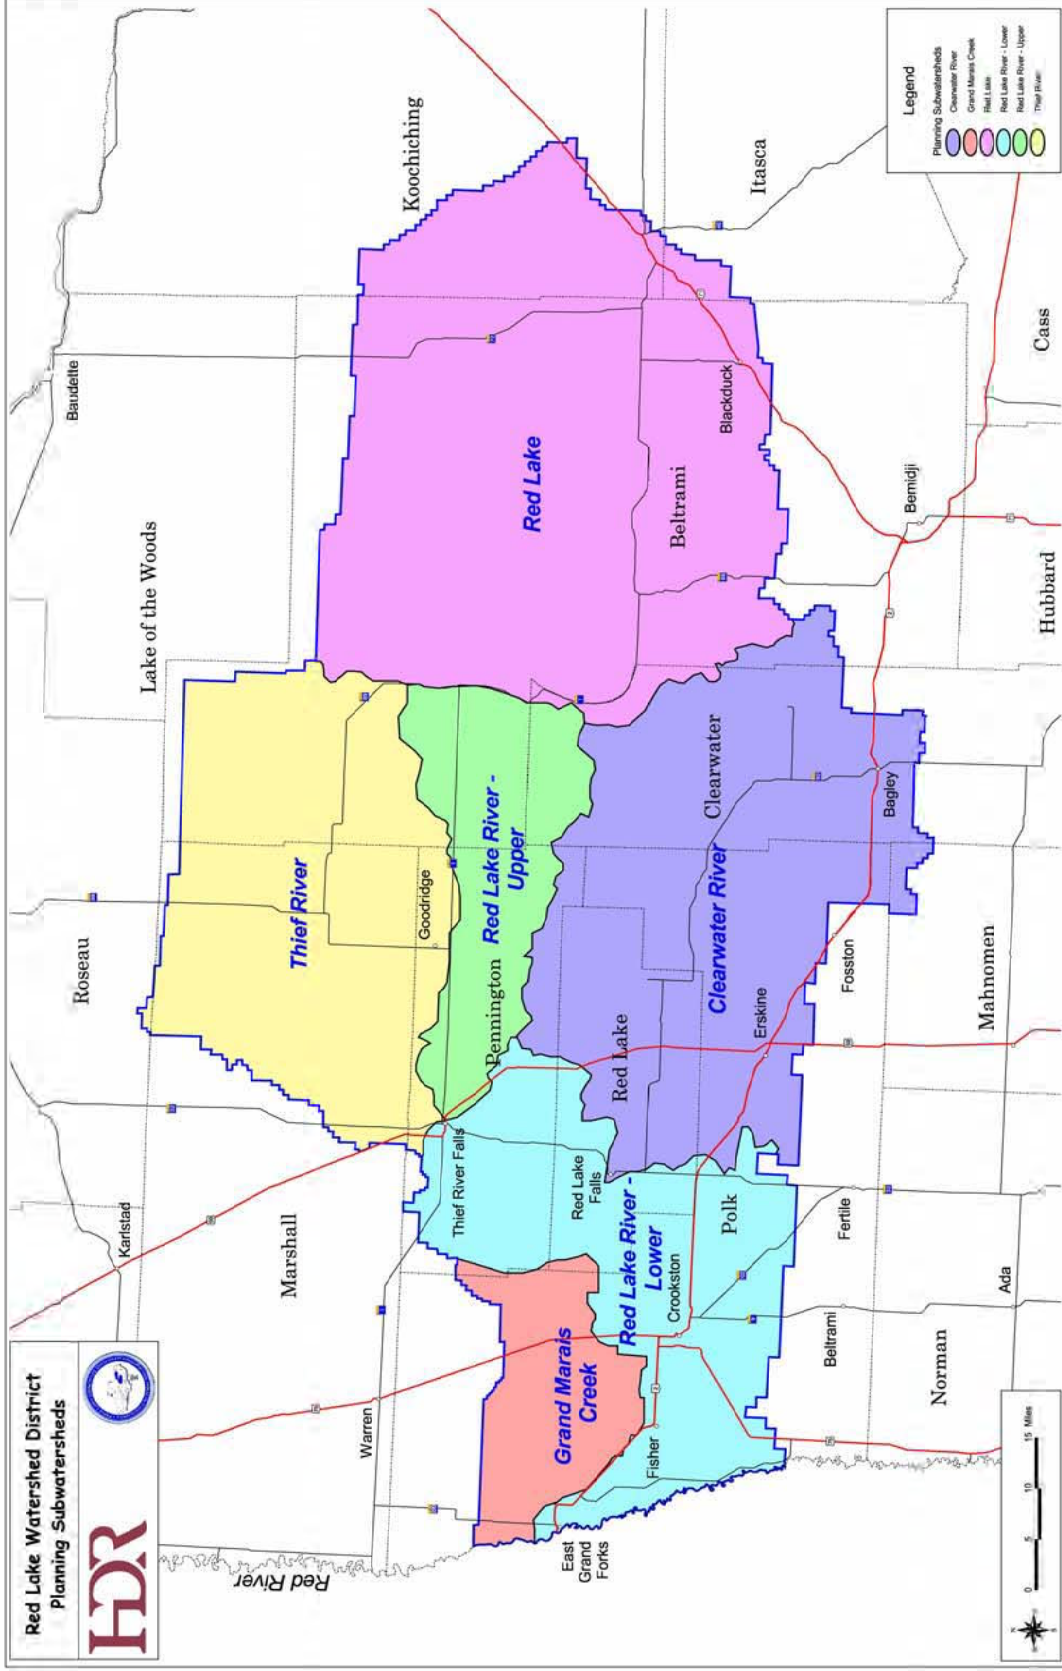 Red Lake Watershed District
Planning Subwatersheds
HDR
Karlstad
Roseau
Lake of the Woods
Baudette
Koochiching
Marshall
Thief River
Warren
Goodridge
Thief River Falls
Pennington
Red Lake River -
Upper
Red Lake
Red River
East
Grand
Forks
Grand Marais
Creek
Fisher
Red Lake
Falls
Red Lake River -
Lower
Crookston
Red Lake
Clearwater River
Clearwater
Beltrami
Blackduck
Itasca
Polk
Erskine
Fosston
Bagley
Bemidji
Beltrami
Fertile
Ada
Norman
Mahnomen
Hubbard
Cass
N
S
0 5 10 15 Miles
Legend
Planning Subwatersheds
Clearwater River
Grand Marais Creek
Red Lake
Red Lake River - Lower
Red Lake River - Upper
Thief River